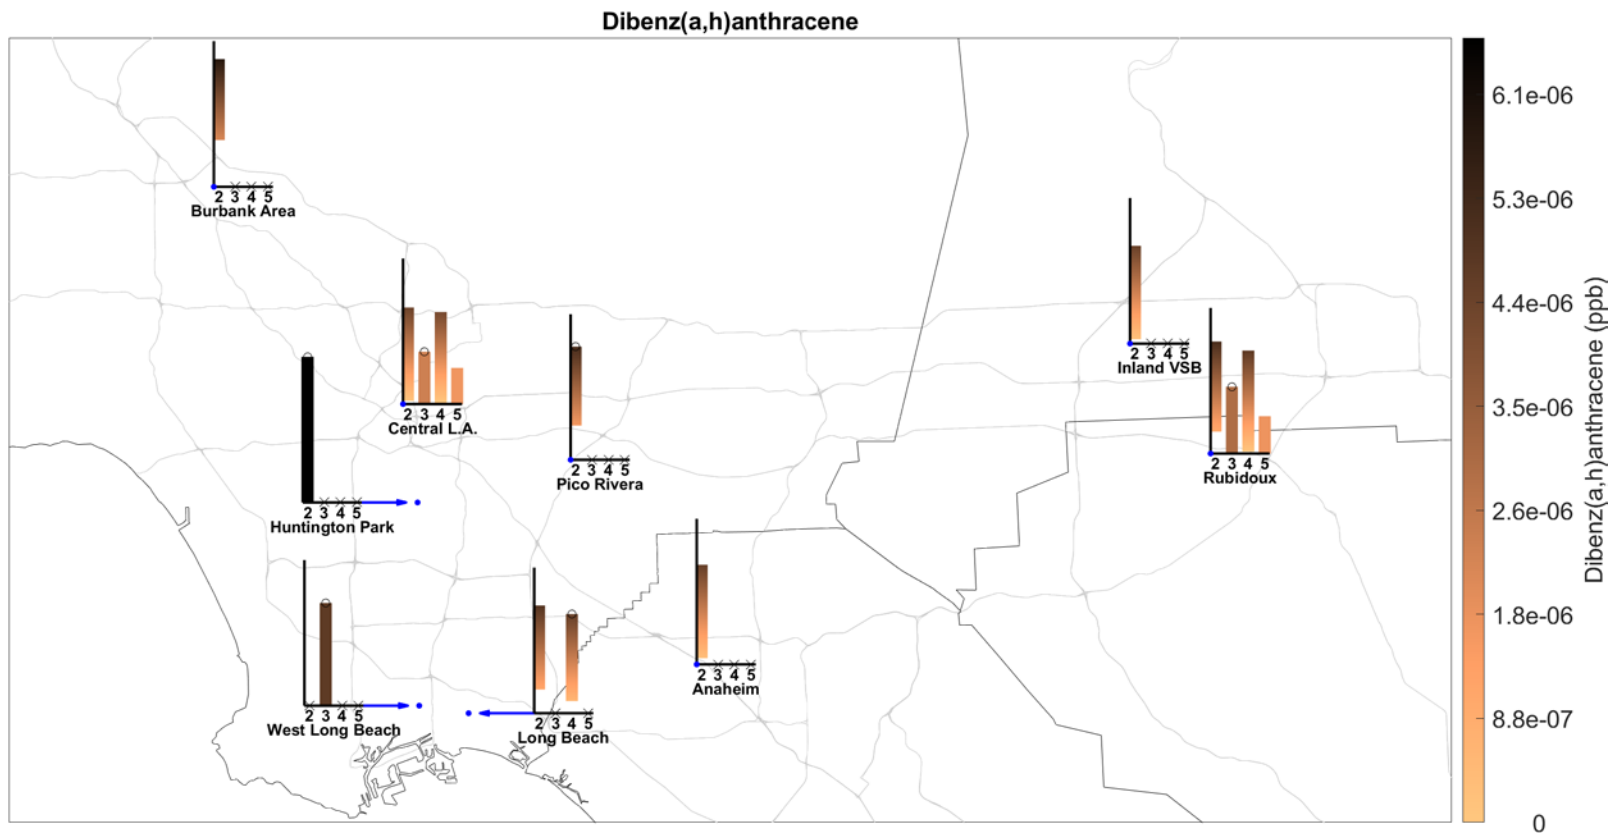 Dibenz(a,h)anthracene
6.1e-06
5.3e-06
4.4e-06
3.5e-06
2.6e-06
1.8e-06
8.8e-07
0
Dibenz(a,h)anthracene (ppb)
2 3 4 5
Burbank Area
2 3 4 5
Central L.A.
2 3 4 5
Inland VSB
2 3 4 5
Pico Rivera
2 3 4 5
Rubidoux
2 3 4 5
Huntington Park
2 3 4 5
Anaheim
2 3 4 5
West Long Beach
2 3 4 5
Long Beach